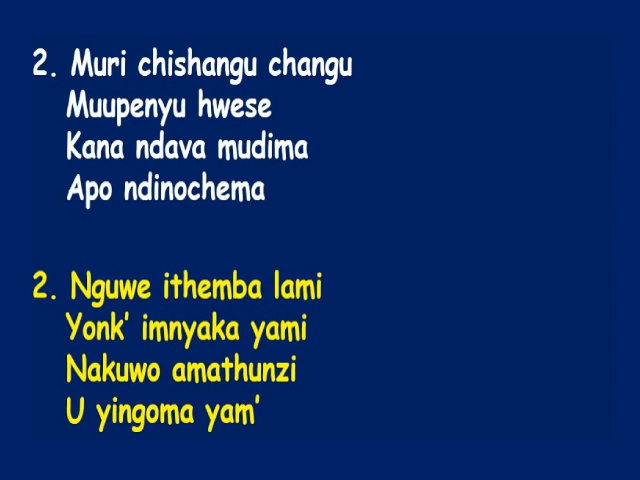 2. Muri chishangu changu
Muupenyu hwese
Kana ndava mudima
Apo ndinochema
2. Nguwe ithemba lami
Yonk' imnyaka yami
Nakuwo amathunzi
U yingoma yam'